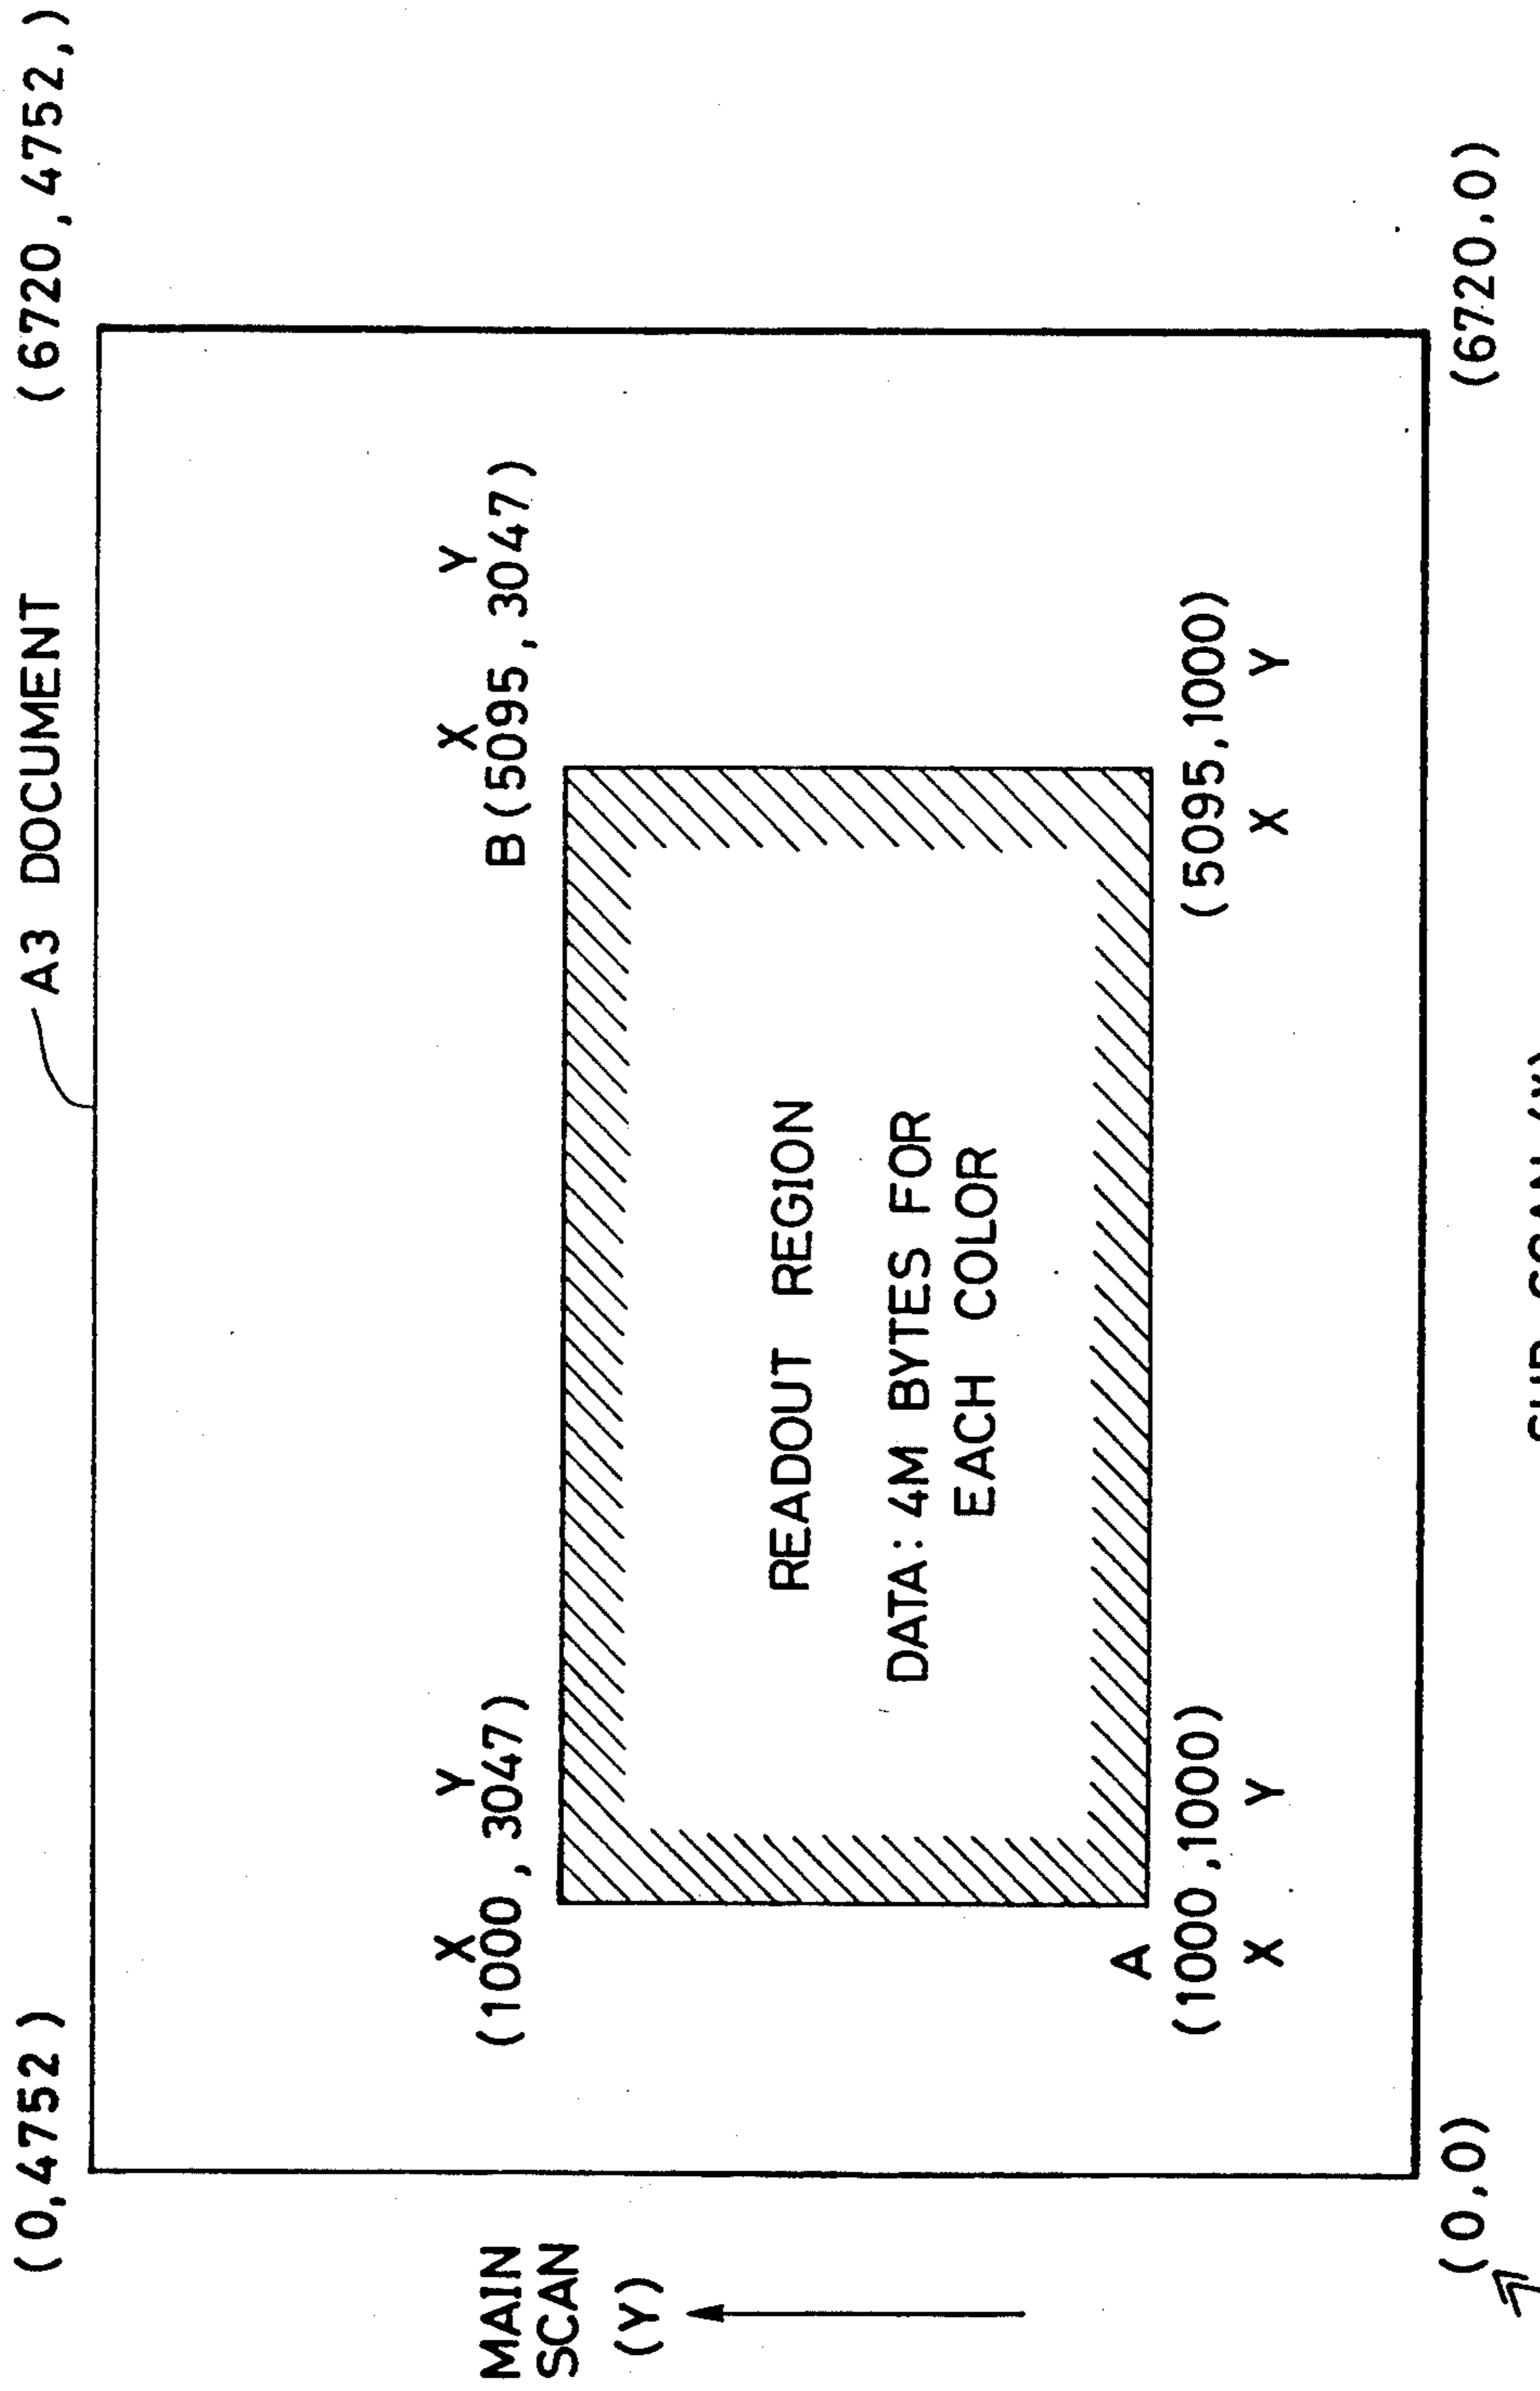 (0,4752) A3 DOCUMENT (6720,4752,)
X Y X Y
(1000,3047) B(5095,3047)
MAIN
SCAN
(Y)
READOUT REGION
DATA: 4M BYTES FOR
EACH COLOR
A
(1000,1000) (5095,1000)
X Y X Y
(0,0) (6720,0)